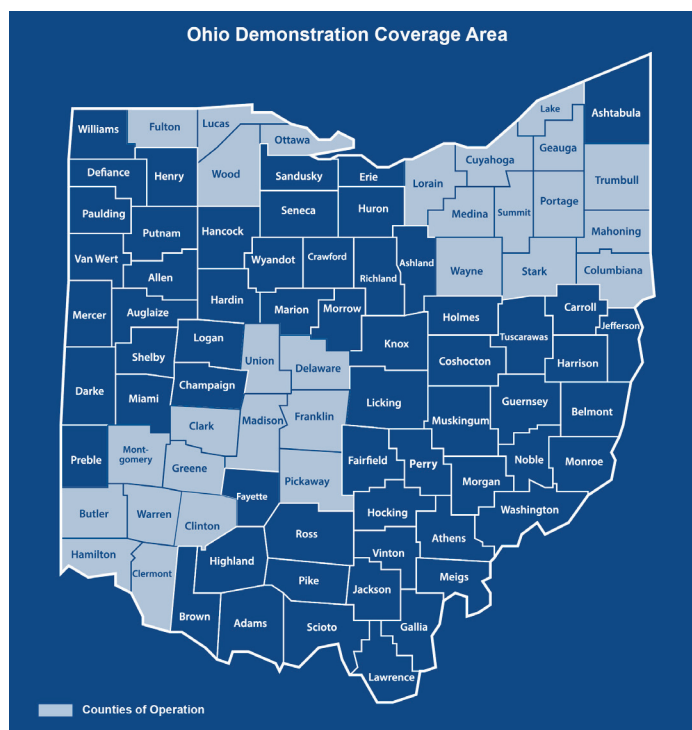 Ohio Demonstration Coverage Area
Lake
Ashtabula
Williams
Fulton
Lucas
Ottawa
Geauga
Cuyahoga
Defiance
Henry
Wood
Sandusky
Erie
Lorain
Trumbull
Paulding
Seneca
Huron
Medina
Summit
Portage
Putnam
Hancock
Mahoning
Van Wert
Wyandot
Crawford
Ashland
Richland
Wayne
Stark
Columbiana
Allen
Hardin
Mercer
Auglaize
Marion
Morrow
Holmes
Carroll
Jefferson
Logan
Knox
Tuscarawas
Shelby
Union
Delaware
Coshocton
Harrison
Darke
Miami
Champaign
Licking
Guernsey
Belmont
Clark
Madison
Franklin
Muskingum
Preble
Mont-
gomery
Greene
Fairfield
Perry
Noble
Monroe
Pickaway
Morgan
Fayette
Butler
Warren
Clinton
Hocking
Washington
Ross
Athens
Hamilton
Clermont
Highland
Vinton
Pike
Jackson
Meigs
Brown
Adams
Scioto
Gallia
Lawrence
Counties of Operation